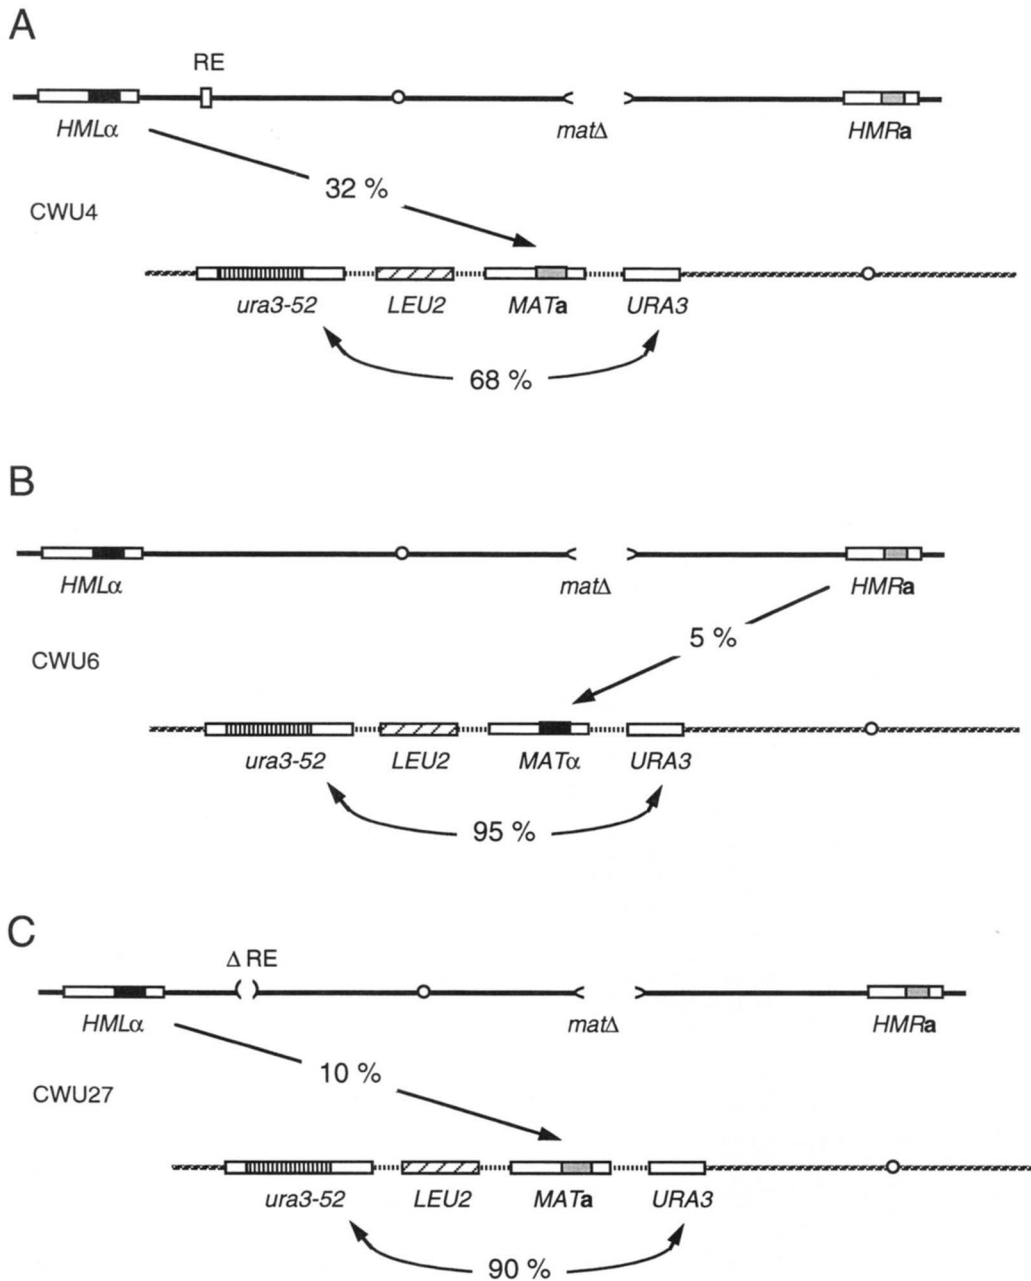 A
RE
HMLα matΔ HMRa
32 %
CWU4
ura3-52 LEU2 MATa URA3
68 %
B
HMLα matΔ HMRa
5 %
CWU6
ura3-52 LEU2 MATα URA3
95 %
C
Δ RE
HMLα matΔ HMRa
10 %
CWU27
ura3-52 LEU2 MATa URA3
90 %